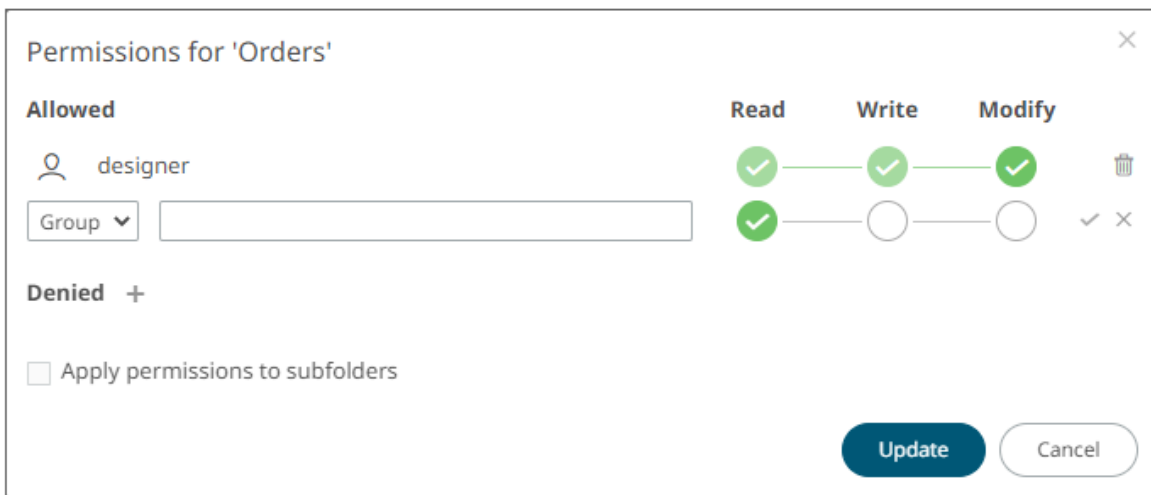 Permissions for 'Orders'
Allowed Read Write Modify
designer
Group
Denied +
Apply permissions to subfolders
Update Cancel